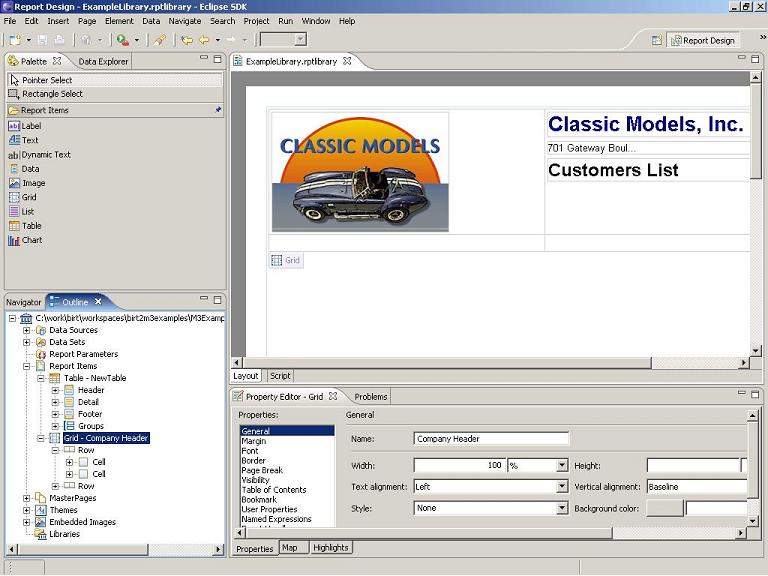 Report Design - ExampleLibrary.rptlibrary - Eclipse SDK
File Edit Insert Page Element Data Navigate Search Project Run Window Help
Report Design
Palette
Data Explorer
Pointer Select
Rectangle Select
Report Items
Label
Text
Dynamic Text
Data
Image
Grid
List
Table
Chart
Navigator
Outline
C:\work\birt\workspaces\birt2m3examples\M3Examp
Data Sources
Data Sets
Report Parameters
Report Items
Table - NewTable
Header
Detail
Footer
Groups
Grid - Company Header
Row
Cell
Cell
Row
MasterPages
Themes
Embedded Images
Libraries
ExampleLibrary.rptlibrary
CLASSIC MODELS
Classic Models, Inc.
701 Gateway Boul...
Customers List
Grid
Layout
Script
Property Editor - Grid
Problems
Properties:
General
Margin
Font
Border
Page Break
Visibility
Table of Contents
Bookmark
User Properties
Named Expressions
General
Name: Company Header
Width: 100 % Height:
Text alignment: Left Vertical alignment: Baseline
Style: None Background color:
Properties
Map
Highlights